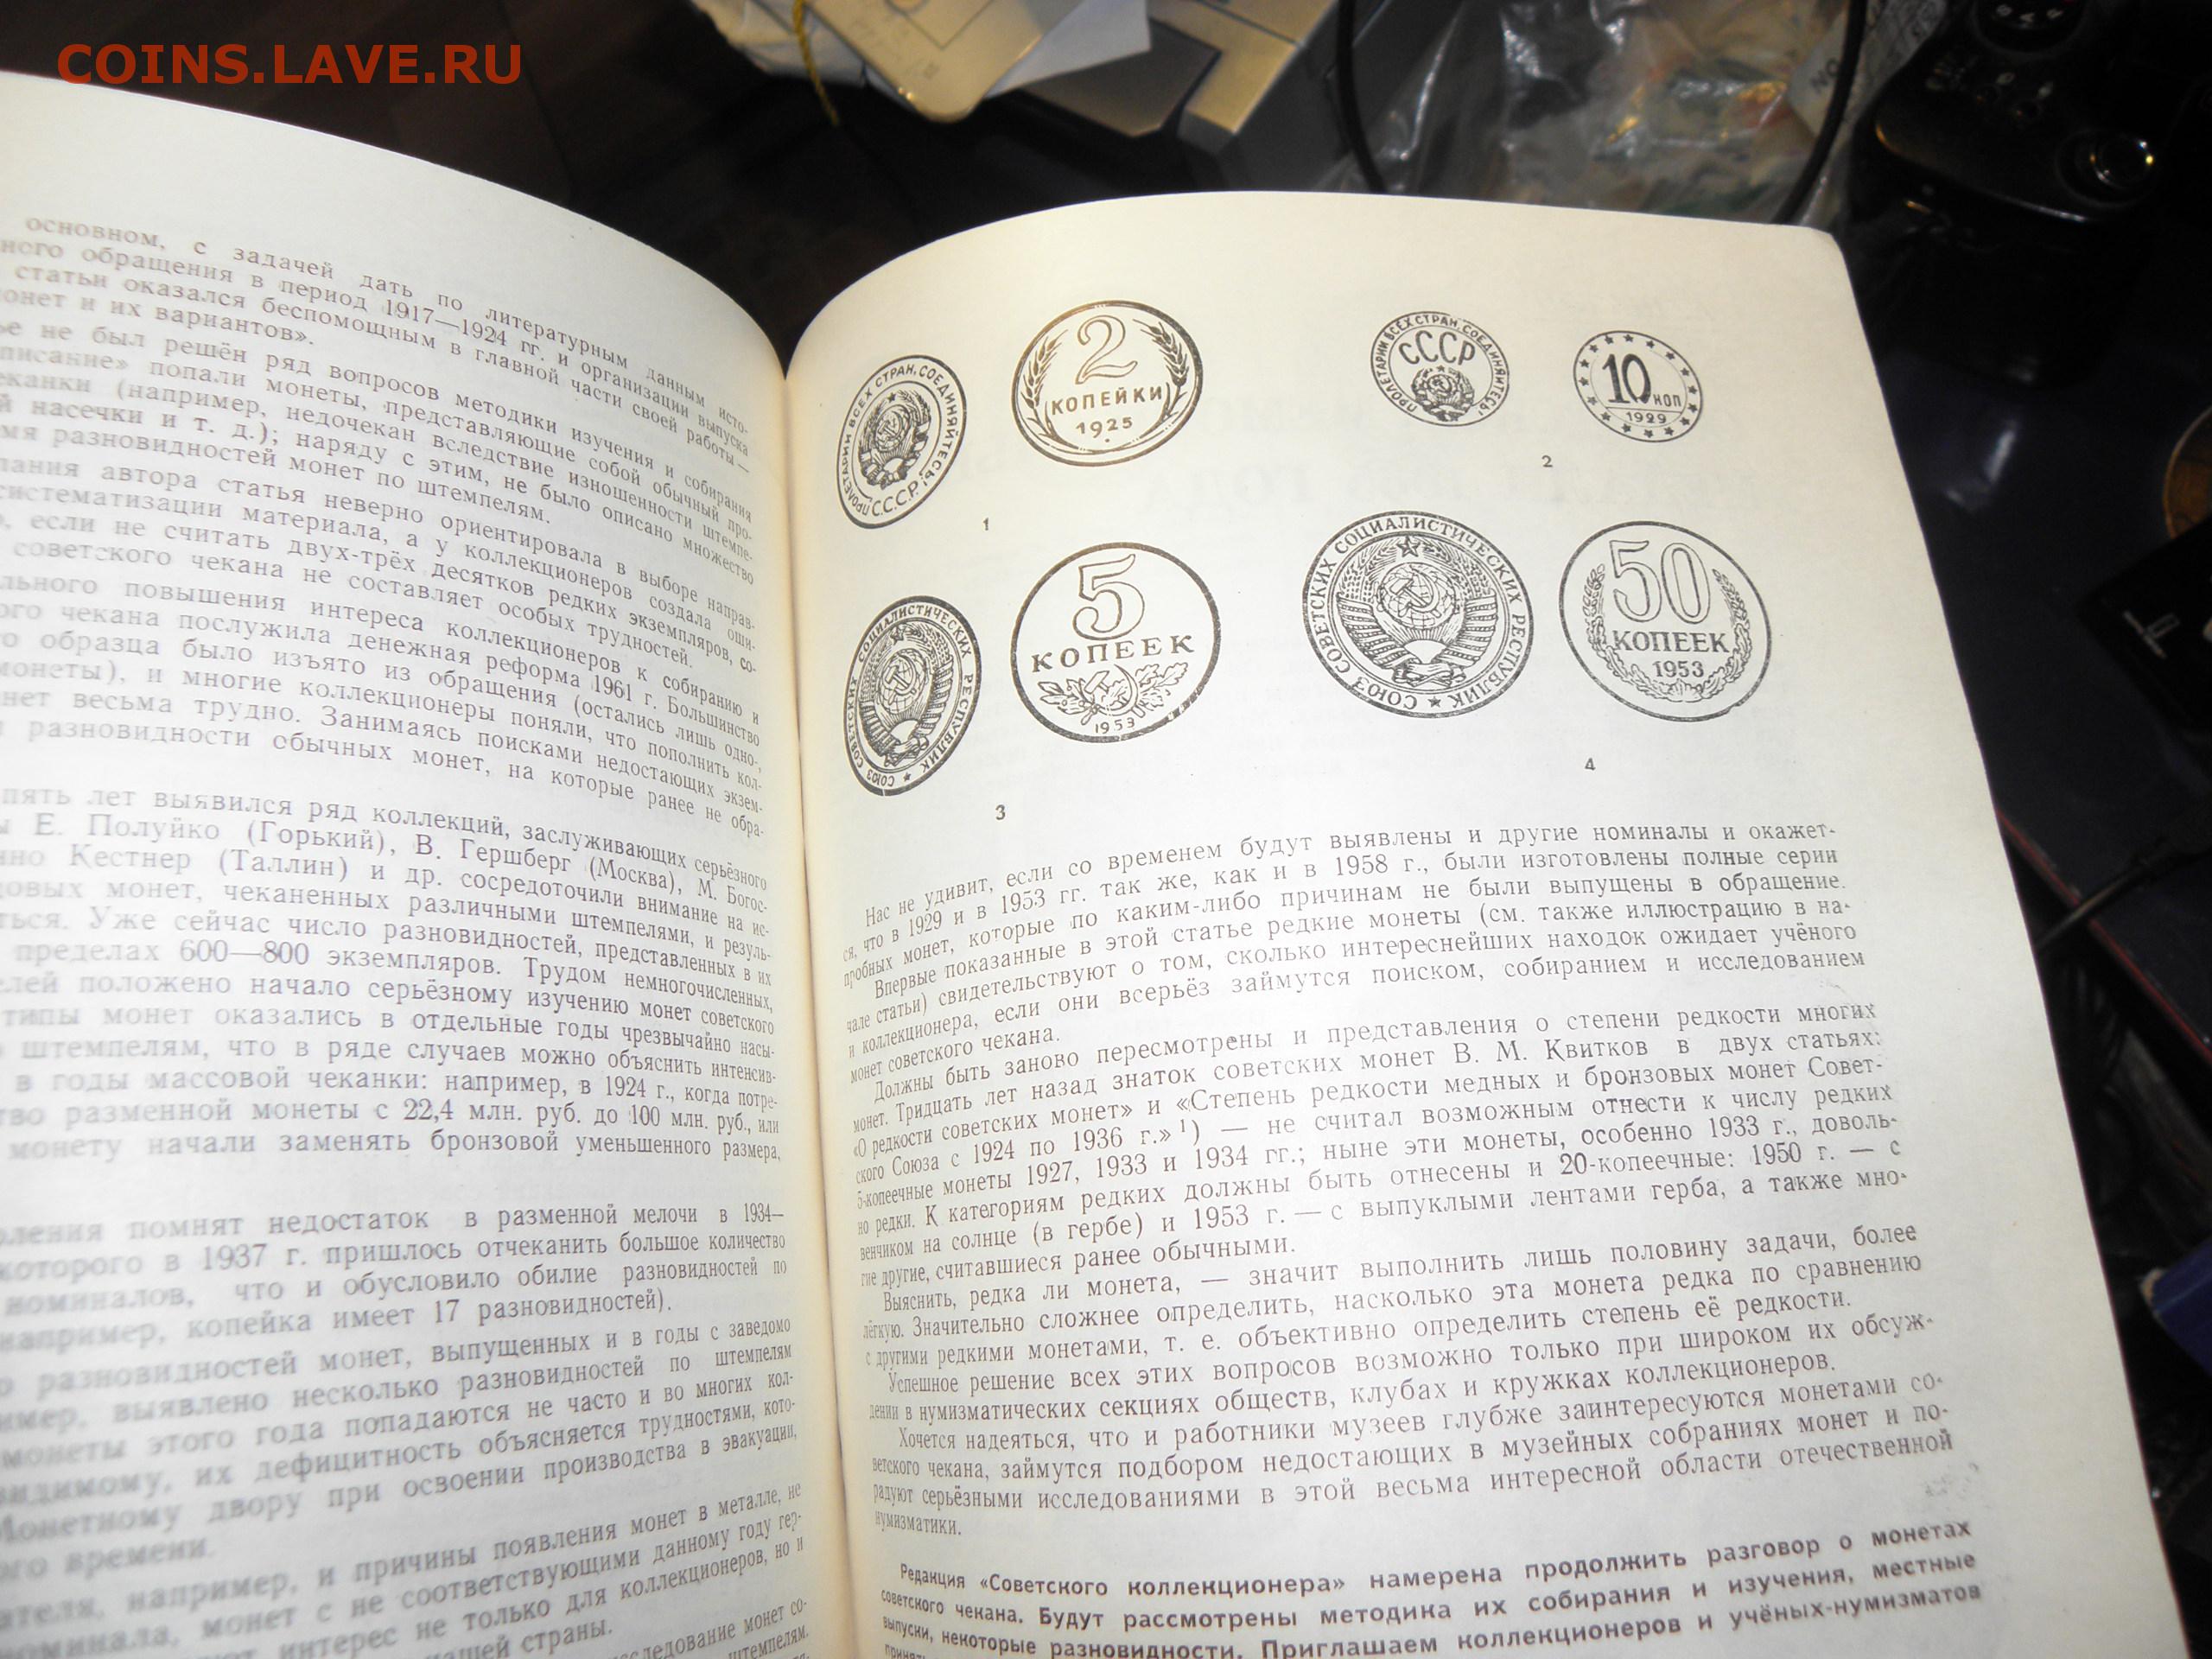 COINS.LAVE.RU
основном, с задачей дать по литературным данным исто-
обращения в период 1917—1924 гг. и организации выпуска
статьи оказался беспомощным в главной части своей работы—
и их вариантов».
не был решён ряд вопросов методики изучения и собирания
попали монеты, представляющие собой обычный про-
(например, недочекан вследствие изношенности штемпе-
насечки и т. д.); наряду с этим, не было описано множество
разновидностей монет по штемпелям.
автора статья неверно ориентировала в выборе направ-
систематизации материала, а у коллекционеров создала оши-
если не считать двух-трёх десятков редких экземпляров, со-
советского чекана не составляет особых трудностей.
повышения интереса коллекционеров к собиранию и
чекана послужила денежная реформа 1961 г. Большинство
образца было изъято из обращения (остались лишь одно-,
монеты), и многие коллекционеры поняли, что пополнить кол-
весьма трудно. Занимаясь поисками недостающих экзем-
разновидности обычных монет, на которые ранее не обра-
пять лет выявился ряд коллекций, заслуживающих серьёзного
Е. Полуйко (Горький), В. Гершберг (Москва), М. Богос-
Кестнер (Таллин) и др. сосредоточили внимание на ис-
монет, чеканенных различными штемпелями, и резуль-
Уже сейчас число разновидностей, представленных в их
пределах 600—800 экземпляров. Трудом немногочисленных,
положено начало серьёзному изучению монет советского
типы монет оказались в отдельные годы чрезвычайно насы-
штемпелям, что в ряде случаев можно объяснить интенсив-
в годы массовой чеканки: например, в 1924 г., когда потре-
разменной монеты с 22,4 млн. руб. до 100 млн. руб., или
монету начали заменять бронзовой уменьшенного размера,
помнят недостаток в разменной мелочи в 1934—
которого в 1937 г. пришлось отчеканить большое количество
номиналов, что и обусловило обилие разновидностей по
например, копейка имеет 17 разновидностей).
разновидностей монет, выпущенных и в годы с заведомо
выявлено несколько разновидностей по штемпелям
монеты этого года попадаются не часто и во многих кол-
видимому, их дефицитность объясняется трудностями, кото-
Монетному двору при освоении производства в эвакуации,
времени.
например, и причины появления монет в металле, не
монет с не соответствующими данному году гер-
интерес не только для коллекционеров, но и
страны.
монет со-
штемпелям.
ПРОЛЕТАРИИ ВСЕХ СТРАН, СОЕДИНЯЙТЕСЬ!
С.С.С.Р.
2
КОПЕЙКИ
1925
1
ПРОЛЕТАРИИ ВСЕХ СТРАН, СОЕДИНЯЙТЕСЬ!
СССР
10
КОП
1929
2
СОЮЗ СОВЕТСКИХ СОЦИАЛИСТИЧЕСКИХ РЕСПУБЛИК
5
КОПЕЕК
1953
3
СОЮЗ СОВЕТСКИХ СОЦИАЛИСТИЧЕСКИХ РЕСПУБЛИК
50
КОПЕЕК
1953
4
Нас не удивит, если со временем будут выявлены и другие номиналы и окажет-
ся, что в 1929 и в 1953 гг. так же, как и в 1958 г., были изготовлены полные серии
пробных монет, которые по каким-либо причинам не были выпущены в обращение.
Впервые показанные в этой статье редкие монеты (см. также иллюстрацию в на-
чале статьи) свидетельствуют о том, сколько интереснейших находок ожидает учёного
и коллекционера, если они всерьёз займутся поиском, собиранием и исследованием
монет советского чекана.
Должны быть заново пересмотрены и представления о степени редкости многих
монет. Тридцать лет назад знаток советских монет В. М. Квитков в двух статьях:
«О редкости советских монет» и «Степень редкости медных и бронзовых монет Совет-
ского Союза с 1924 по 1936 г.» ¹) — не считал возможным отнести к числу редких
5-копеечные монеты 1927, 1933 и 1934 гг.; ныне эти монеты, особенно 1933 г., доволь-
но редки. К категориям редких должны быть отнесены и 20-копеечные: 1950 г. — с
венчиком на солнце (в гербе) и 1953 г. — с выпуклыми лентами герба, а также мно-
гие другие, считавшиеся ранее обычными.
Выяснить, редка ли монета, — значит выполнить лишь половину задачи, более
лёгкую. Значительно сложнее определить, насколько эта монета редка по сравнению
с другими редкими монетами, т. е. объективно определить степень её редкости.
Успешное решение всех этих вопросов возможно только при широком их обсуж-
дении в нумизматических секциях обществ, клубах и кружках коллекционеров.
Хочется надеяться, что и работники музеев глубже заинтересуются монетами со-
ветского чекана, займутся подбором недостающих в музейных собраниях монет и по-
радуют серьёзными исследованиями в этой весьма интересной области отечественной
нумизматики.
Редакция «Советского коллекционера» намерена продолжить разговор о монетах
советского чекана. Будут рассмотрены методика их собирания и изучения, местные
выпуски, некоторые разновидности. Приглашаем коллекционеров и учёных-нумизматов